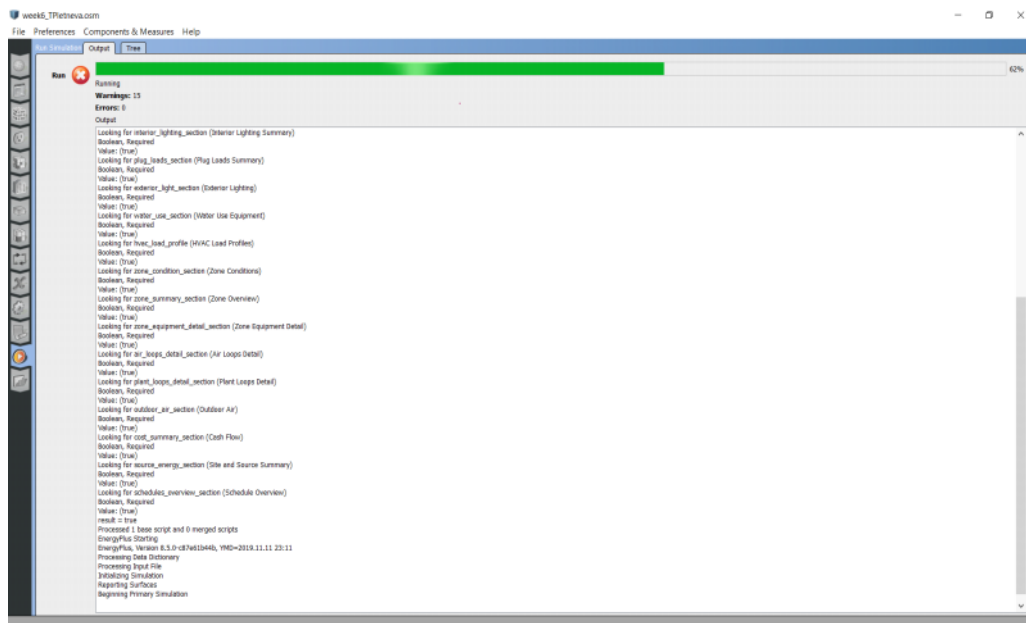 week6_TPletneva.osm
File Preferences Components & Measures Help
Run Simulation Output Tree
Run 62%
Running
Warnings: 15
Errors: 0
Output
Looking for interior_lighting_section (Interior Lighting Summary)
Boolean, Required
Value: (true)
Looking for plug_loads_section (Plug Loads Summary)
Boolean, Required
Value: (true)
Looking for exterior_light_section (Exterior Lighting)
Boolean, Required
Value: (true)
Looking for water_use_section (Water Use Equipment)
Boolean, Required
Value: (true)
Looking for hvac_load_profile (HVAC Load Profiles)
Boolean, Required
Value: (true)
Looking for zone_condition_section (Zone Conditions)
Boolean, Required
Value: (true)
Looking for zone_summary_section (Zone Overview)
Boolean, Required
Value: (true)
Looking for zone_equipment_detail_section (Zone Equipment Detail)
Boolean, Required
Value: (true)
Looking for air_loops_detail_section (Air Loops Detail)
Boolean, Required
Value: (true)
Looking for plant_loops_detail_section (Plant Loops Detail)
Boolean, Required
Value: (true)
Looking for outdoor_air_section (Outdoor Air)
Boolean, Required
Value: (true)
Looking for cost_summary_section (Cash Flow)
Boolean, Required
Value: (true)
Looking for source_energy_section (Site and Source Summary)
Boolean, Required
Value: (true)
Looking for schedules_overview_section (Schedule Overview)
Boolean, Required
Value: (true)
result = true
Processed 1 base script and 0 merged scripts
EnergyPlus Starting
EnergyPlus, Version 8.5.0-c87e61b44b, YMD=2019.11.11 23:11
Processing Data Dictionary
Processing Input File
Initializing Simulation
Reporting Surfaces
Beginning Primary Simulation